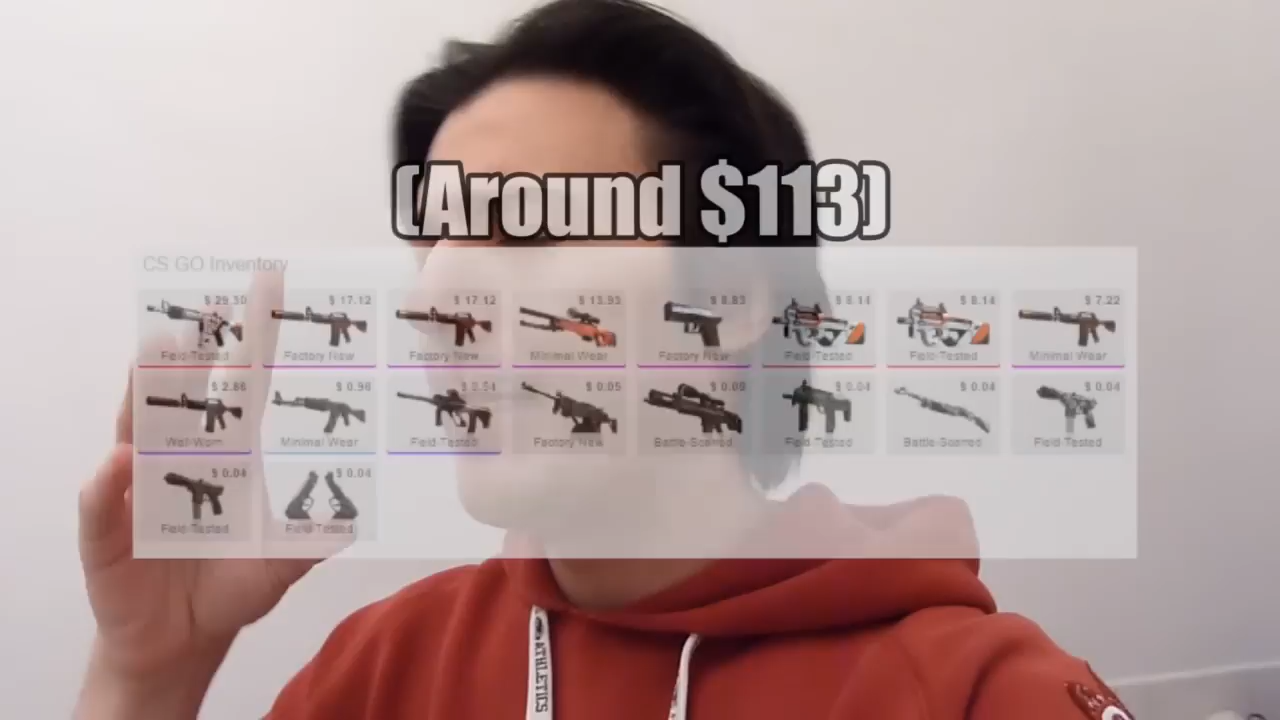 (Around $113)
CS GO Inventory
$ 29.30 $ 17.12 $ 17.12 $ 13.93 $ 8.83 $ 8.14 $ 8.14 $ 7.22
Field-Tested Factory New Factory New Minimal Wear Factory New Field-Tested Field-Tested Minimal Wear
$ 2.86 $ 0.96 $ 0.05 $ 0.09 $ 0.04 $ 0.04 $ 0.04
Well-Worn Minimal Wear Field-Tested Factory New Battle-Scarred Field-Tested Battle-Scarred Field-Tested
$ 0.04 $ 0.04
Field-Tested Field-Tested
ATHLETICS